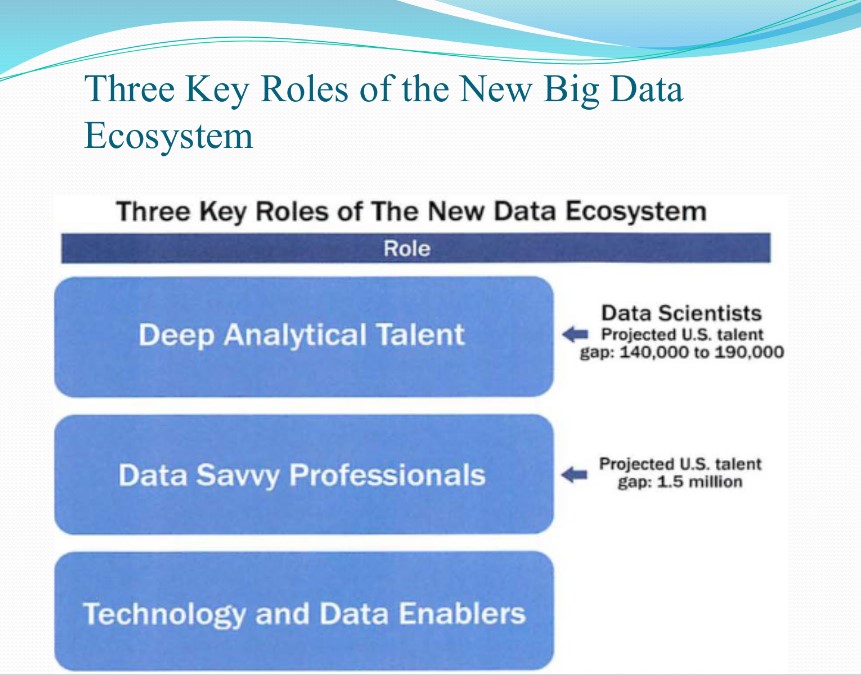 Three Key Roles of the New Big Data
Ecosystem
Three Key Roles of The New Data Ecosystem
Role
Deep Analytical Talent
Data Scientists
Projected U.S. talent
gap: 140,000 to 190,000
Data Savvy Professionals
Projected U.S. talent
gap: 1.5 million
Technology and Data Enablers